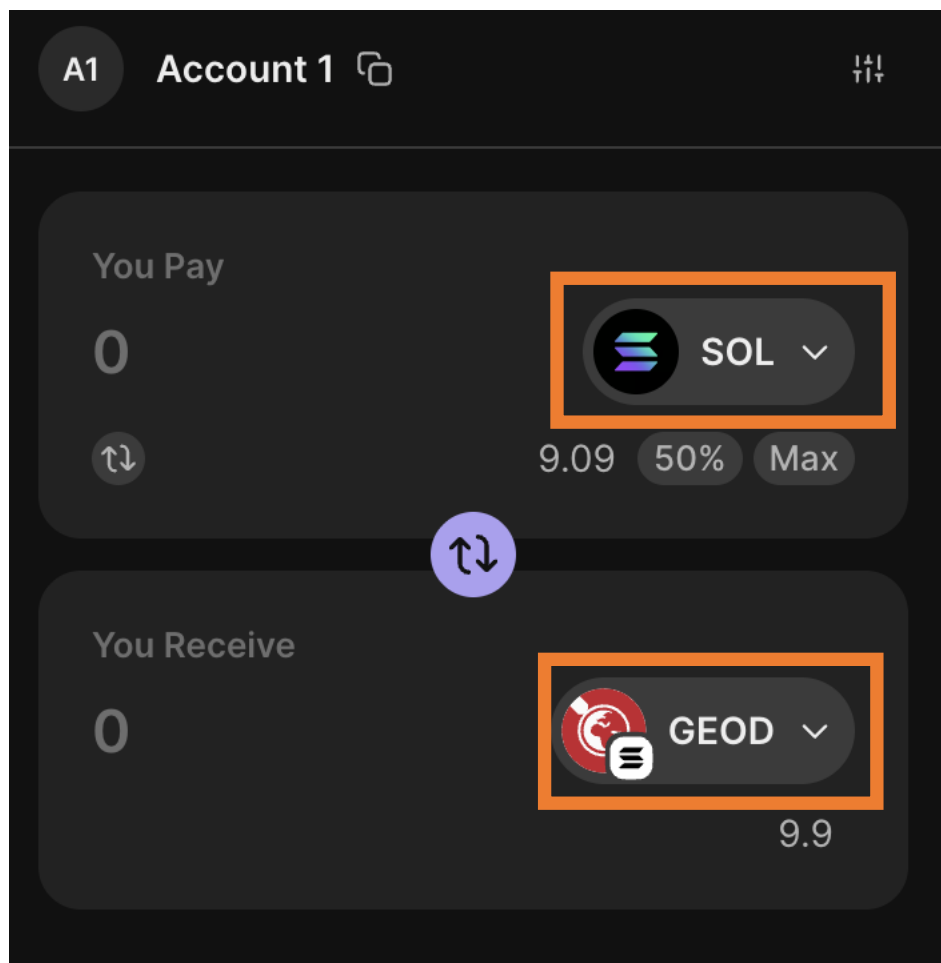 A1 Account 1
You Pay
0 SOL
9.09 50% Max
You Receive
0 GEOD
9.9